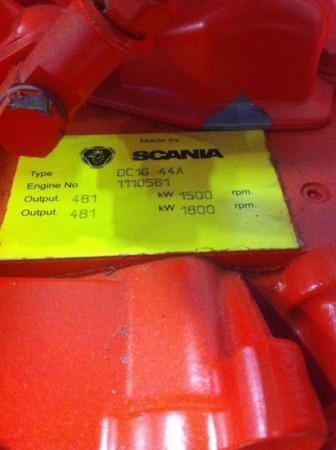 Made by
SCANIA
Type DC16 44A
Engine No 1110561
Output. 481 kW 1500 rpm.
Output. 481 kW 1800 rpm.